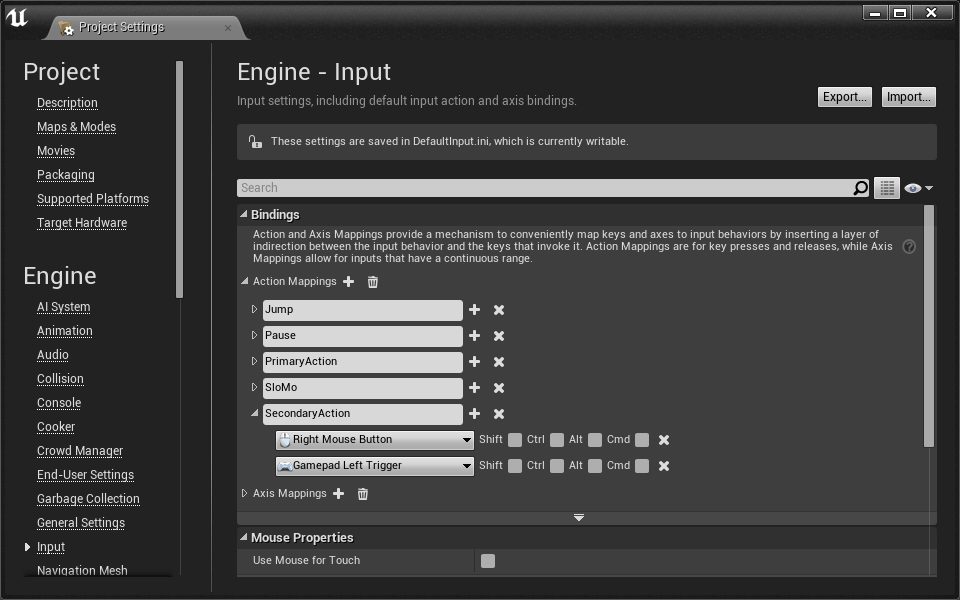 Project Settings
Project
Description
Maps & Modes
Movies
Packaging
Supported Platforms
Target Hardware
Engine
AI System
Animation
Audio
Collision
Console
Cooker
Crowd Manager
End-User Settings
Garbage Collection
General Settings
Input
Navigation Mesh
Engine - Input
Input settings, including default input action and axis bindings.
Export... Import...
These settings are saved in DefaultInput.ini, which is currently writable.
Search
Bindings
Action and Axis Mappings provide a mechanism to conveniently map keys and axes to input behaviors by inserting a layer of
indirection between the input behavior and the keys that invoke it. Action Mappings are for key presses and releases, while Axis
Mappings allow for inputs that have a continuous range.
Action Mappings
Jump
Pause
PrimaryAction
SloMo
SecondaryAction
Right Mouse Button Shift Ctrl Alt Cmd
Gamepad Left Trigger Shift Ctrl Alt Cmd
Axis Mappings
Mouse Properties
Use Mouse for Touch